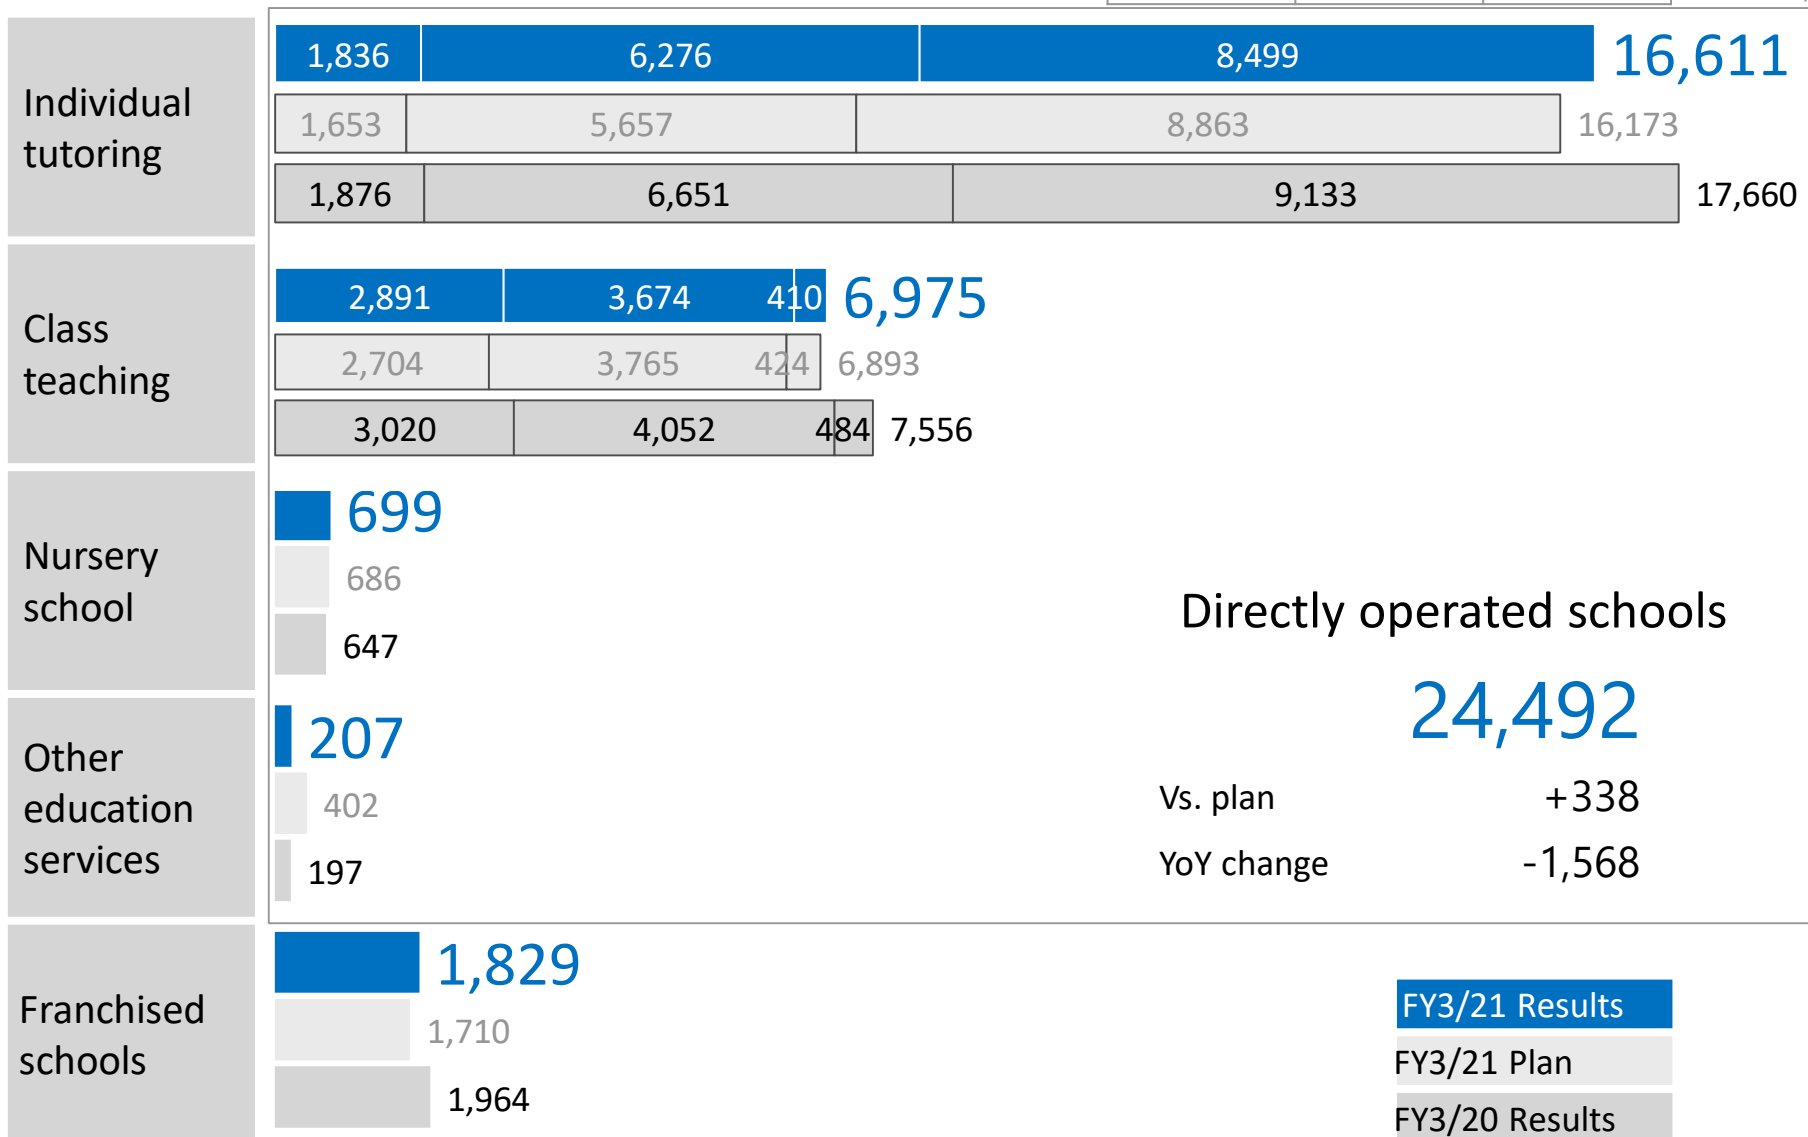 Individual
tutoring
1,836 6,276 8,499 16,611
1,653 5,657 8,863 16,173
1,876 6,651 9,133 17,660
Class
teaching
2,891 3,674 410 6,975
2,704 3,765 424 6,893
3,020 4,052 484 7,556
Nursery
school
699
686
647
Directly operated schools
24,492
Vs. plan +338
YoY change -1,568
Other
education
services
207
402
197
Franchised
schools
1,829
1,710
1,964
FY3/21 Results
FY3/21 Plan
FY3/20 Results